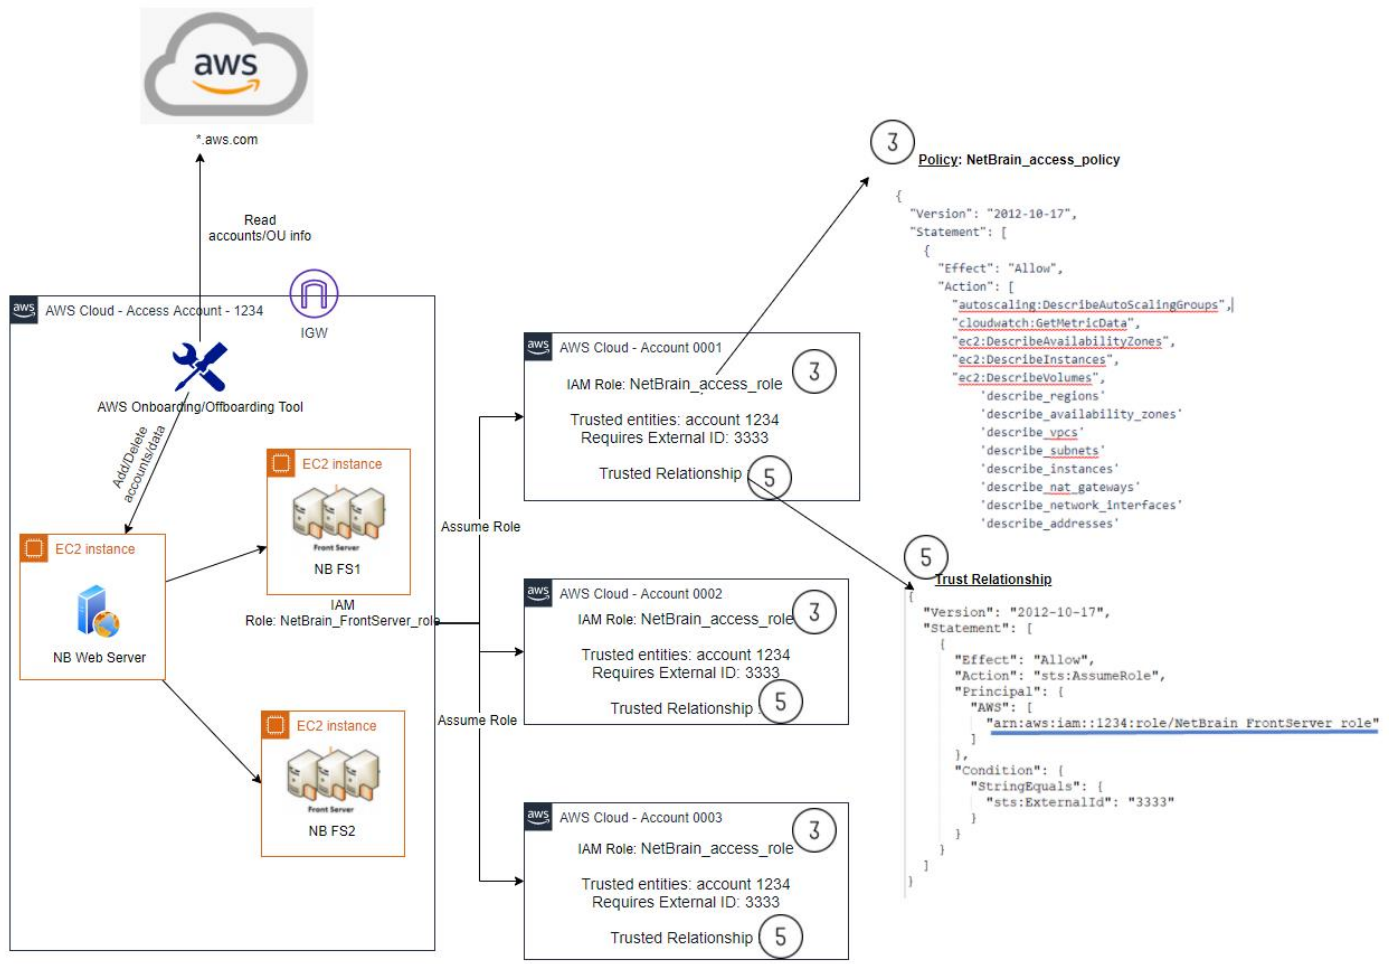 aws
*.aws.com
Read
accounts/OU info
aws
AWS Cloud - Access Account - 1234
IGW
AWS Onboarding/Offboarding Tool
Add/Delete
accounts/data
EC2 instance
NB Web Server
EC2 instance
Front Server
NB FS1
IAM
Role: NetBrain_FrontServer_role
EC2 instance
Front Server
NB FS2
Assume Role
Assume Role
aws
AWS Cloud - Account 0001
IAM Role: NetBrain_access_role
3
Trusted entities: account 1234
Requires External ID: 3333
Trusted Relationship :
5
aws
AWS Cloud - Account 0002
IAM Role: NetBrain_access_role
3
Trusted entities: account 1234
Requires External ID: 3333
Trusted Relationship :
5
aws
AWS Cloud - Account 0003
IAM Role: NetBrain_access_role
3
Trusted entities: account 1234
Requires External ID: 3333
Trusted Relationship :
5
3
Policy: NetBrain_access_policy
{
"Version": "2012-10-17",
"Statement": [
{
"Effect": "Allow",
"Action": [
"autoscaling:DescribeAutoScalingGroups",
"cloudwatch:GetMetricData",
"ec2:DescribeAvailabilityZones",
"ec2:DescribeInstances",
"ec2:DescribeVolumes",
'describe_regions'
'describe_availability_zones'
'describe_vpcs'
'describe_subnets'
'describe_instances'
'describe_nat_gateways'
'describe_network_interfaces'
'describe_addresses'
5
Trust Relationship
{
"Version": "2012-10-17",
"Statement": [
{
"Effect": "Allow",
"Action": "sts:AssumeRole",
"Principal": {
"AWS": [
"arn:aws:iam::1234:role/NetBrain_FrontServer_role"
]
},
"Condition": {
"StringEquals": {
"sts:ExternalId": "3333"
}
}
}
]
}